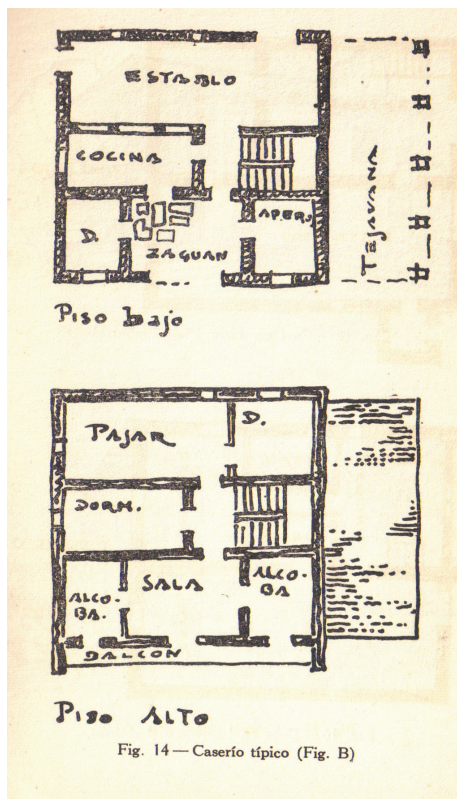 ESTABLO
COCINA
TEJAVANA
D.
APERS
ZAGUAN
Piso bajo
PAJAR
D.
DORM.
SALA
ALCO-
BA
ALCO-
BA.
BALCON
Piso ALTO
Fig. 14 — Caserío típico (Fig. B)